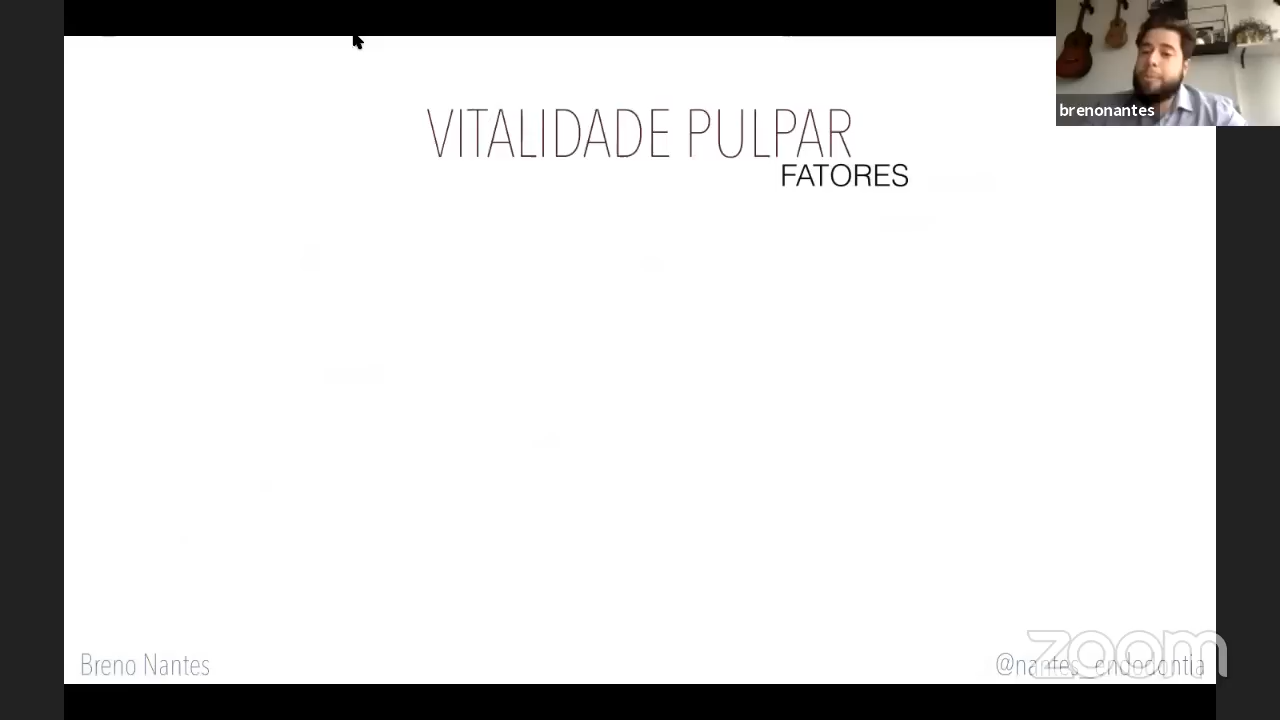 brenonantes
VITALIDADE PULPAR
FATORES
Breno Nantes
@nantes_endodontia
zoom